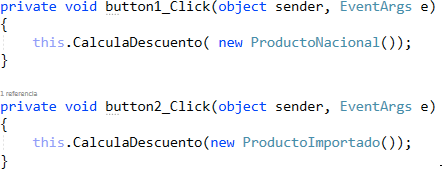 private void button1_Click(object sender, EventArgs e)
{
this.CalculaDescuento( new ProductoNacional());
}
1 referencia
private void button2_Click(object sender, EventArgs e)
{
this.CalculaDescuento(new ProductoImportado());
}